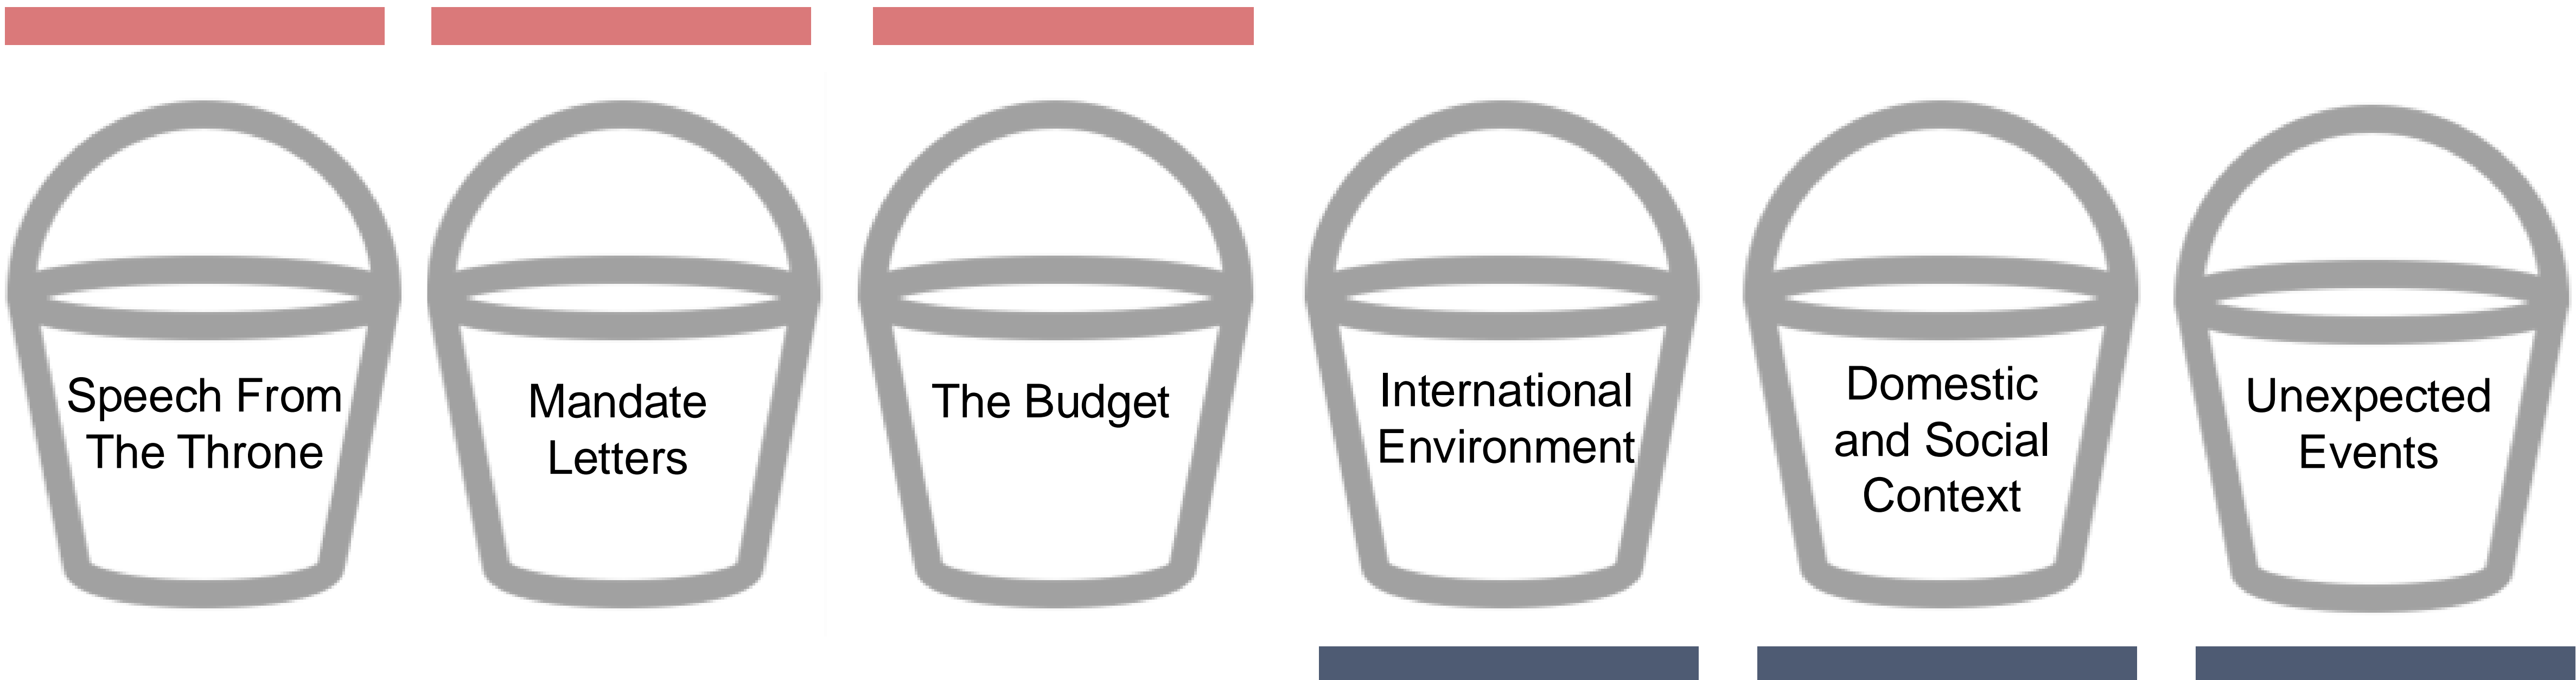 Speech From
The Throne
Mandate
Letters
The Budget
International
Environment
Domestic
and Social
Context
Unexpected
Events